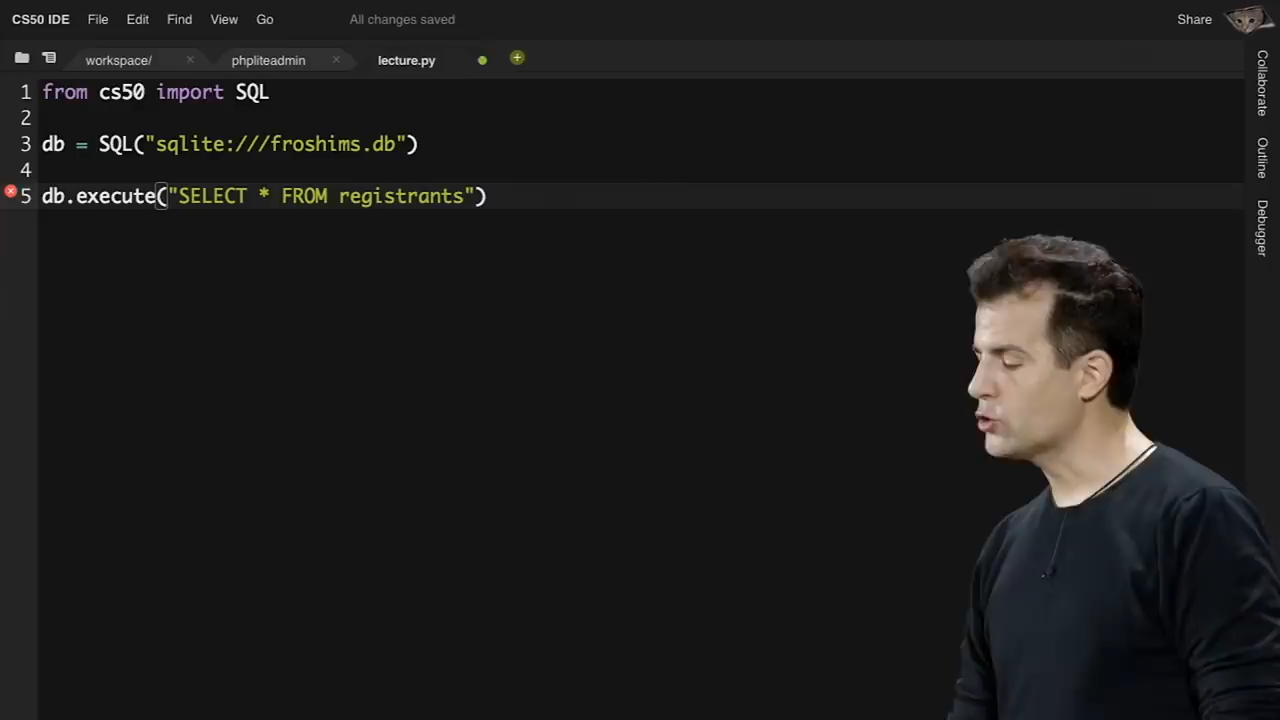 CS50 IDE File Edit Find View Go All changes saved Share
workspace/ phpliteadmin lecture.py
1 from cs50 import SQL
2
3 db = SQL("sqlite:///froshims.db")
4
5 db.execute("SELECT * FROM registrants")
Collaborate
Outline
Debugger